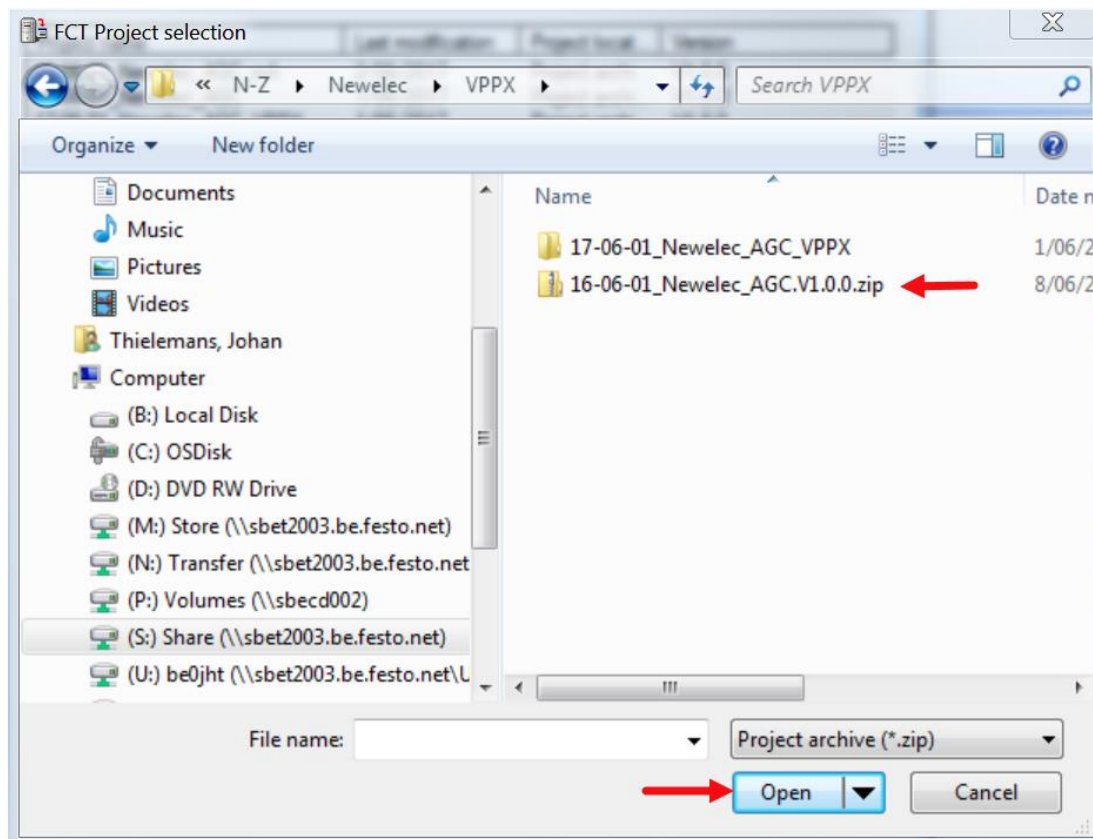 FCT Project selection
Last modification
Version
« N-Z Newelec VPPX
Search VPPX
Organize
New folder
Documents
Music
Pictures
Videos
Thielemans, Johan
Computer
(B:) Local Disk
(C:) OSDisk
(D:) DVD RW Drive
(M:) Store (\\sbet2003.be.festo.net)
(N:) Transfer (\\sbet2003.be.festo.net
(P:) Volumes (\\sbecd002)
(S:) Share (\\sbet2003.be.festo.net)
(U:) be0jht (\\sbet2003.be.festo.net\U
Name
Date n
17-06-01_Newelec_AGC_VPPX
1/06/2
16-06-01_Newelec_AGC.V1.0.0.zip
8/06/2
File name:
Project archive (*.zip)
Open
Cancel